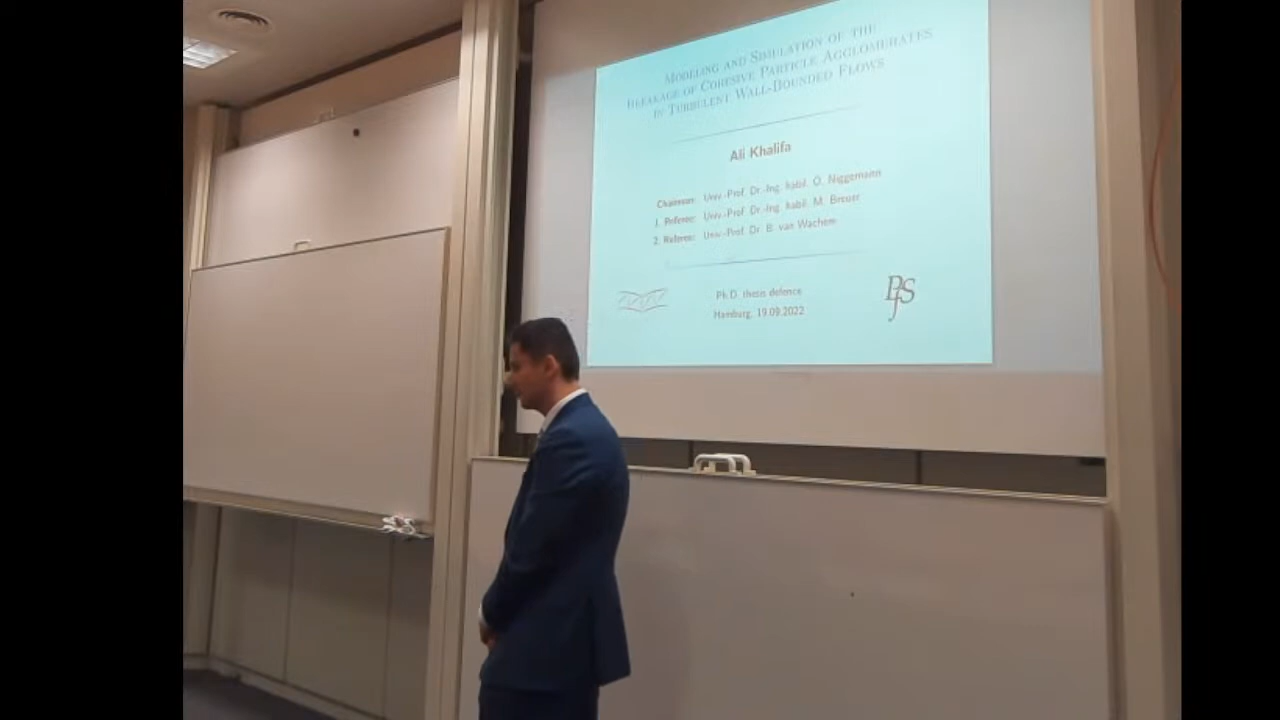 MODELING AND SIMULATION OF THE
BREAKAGE OF COHESIVE PARTICLE AGGLOMERATES
IN TURBULENT WALL-BOUNDED FLOWS
Ali Khalifa
Chairman: Univ.-Prof. Dr.-Ing. habil. O. Niggemann
1. Referee: Univ.-Prof. Dr.-Ing. habil. M. Breuer
2. Referee: Univ.-Prof. Dr. B. van Wachem
Ph.D. thesis defence
Hamburg, 19.09.2022
PfS